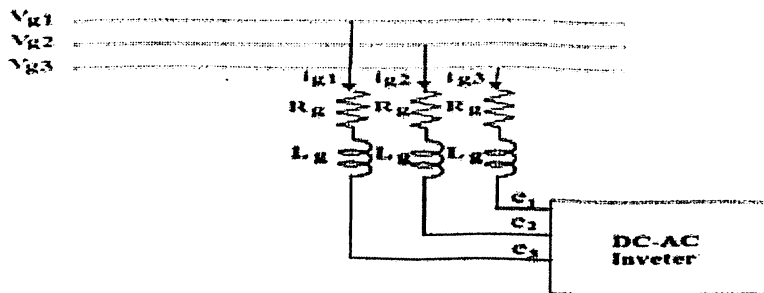 Vg1
Vg2
Vg3
ig1 ig2 ig3
Rg Rg Rg
Lg Lg Lg
e1
e2
e3
DC-AC
Inveter